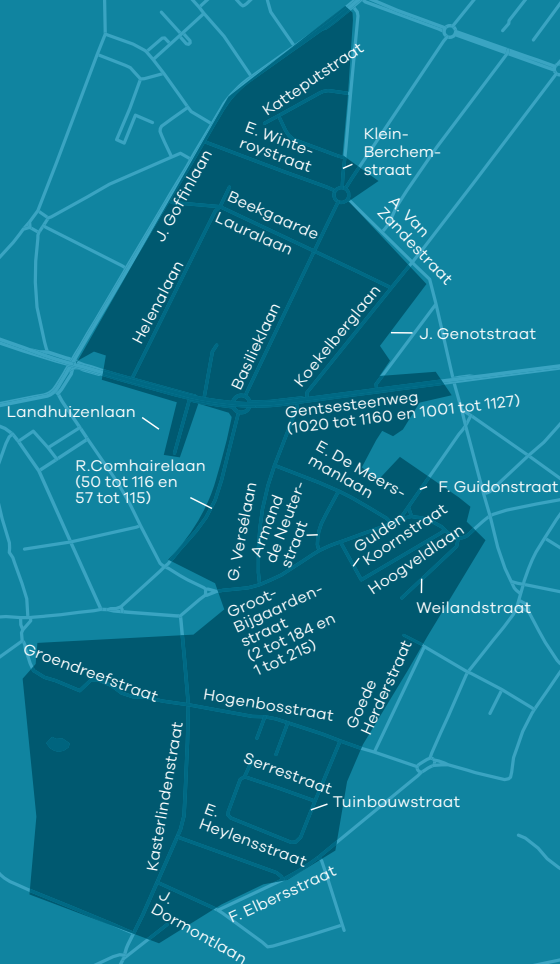 Katteputstraat
E. Winte-
roystraat
Klein-
Berchem-
straat
J. Goffinlaan
Beekgaarde
Lauralaan
A. Van
Zandestraat
Helenalaan
Basilieklaan
Koekelberglaan
J. Genotstraat
Landhuizenlaan
Gentsesteenweg
(1020 tot 1160 en 1001 tot 1127)
R.Comhairelaan
(50 tot 116 en
57 tot 115)
E. De Meers-
manlaan
F. Guidonstraat
G. Versélaan
Armand
de Neuter-
straat
Gulden
Koornstraat
Hoogveldlaan
Weilandstraat
Groot-
Bijgaarden-
straat
(2 tot 184 en
1 tot 215)
Groendreefstraat
Hogenbosstraat
Goede
Herderstraat
Kasterlindenstraat
Serrestraat
Tuinbouwstraat
E.
Heylensstraat
J.
Dormontlaan
F. Elbersstraat